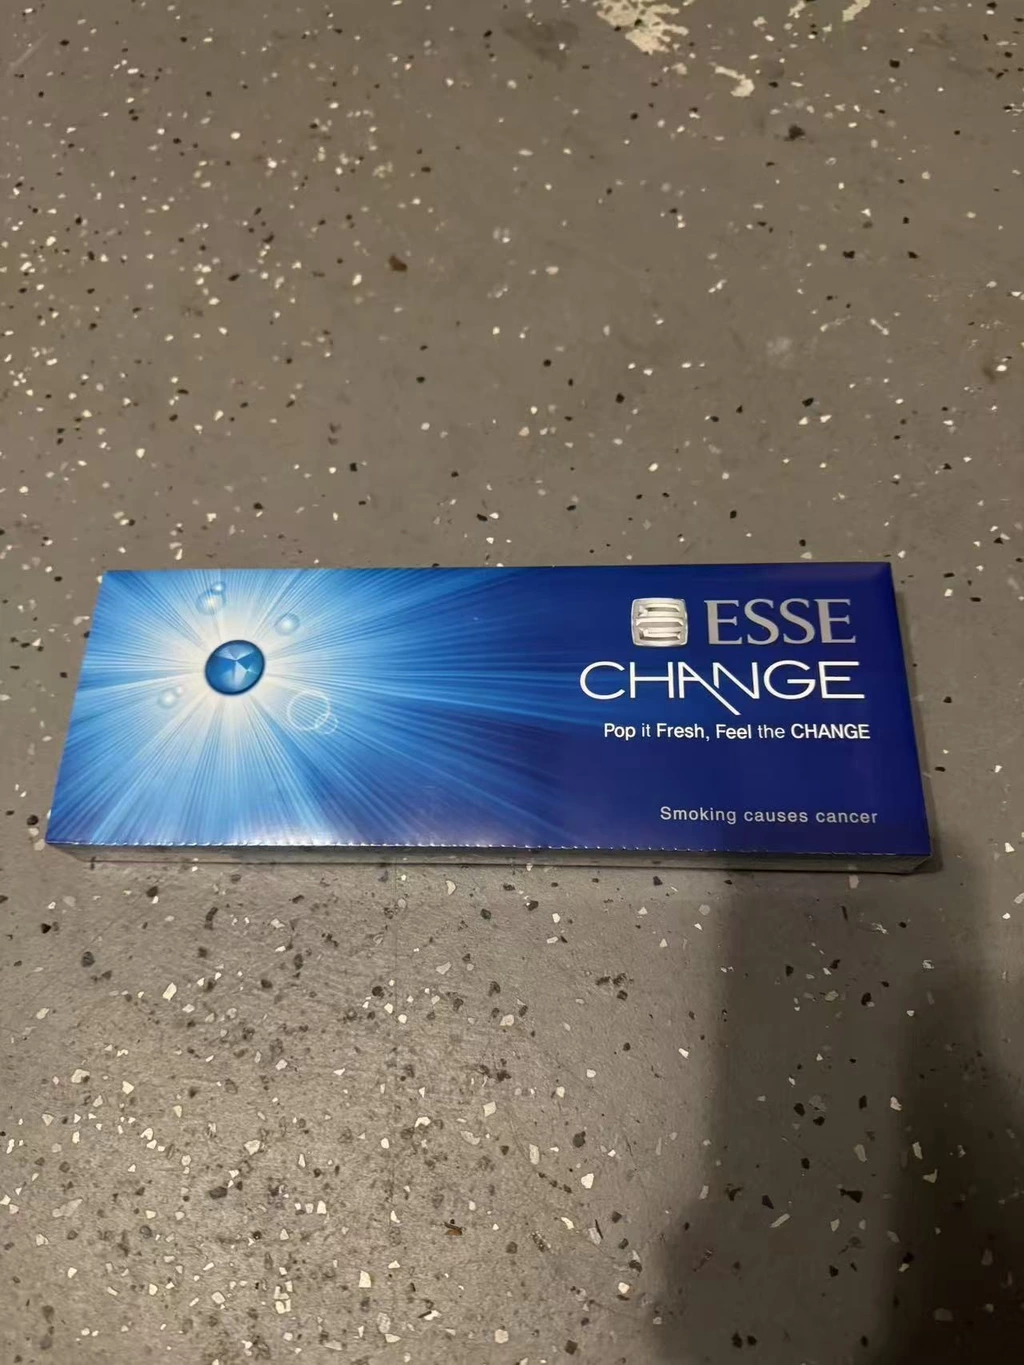 ESSE
CHANGE
Pop it Fresh, Feel the CHANGE
Smoking causes cancer